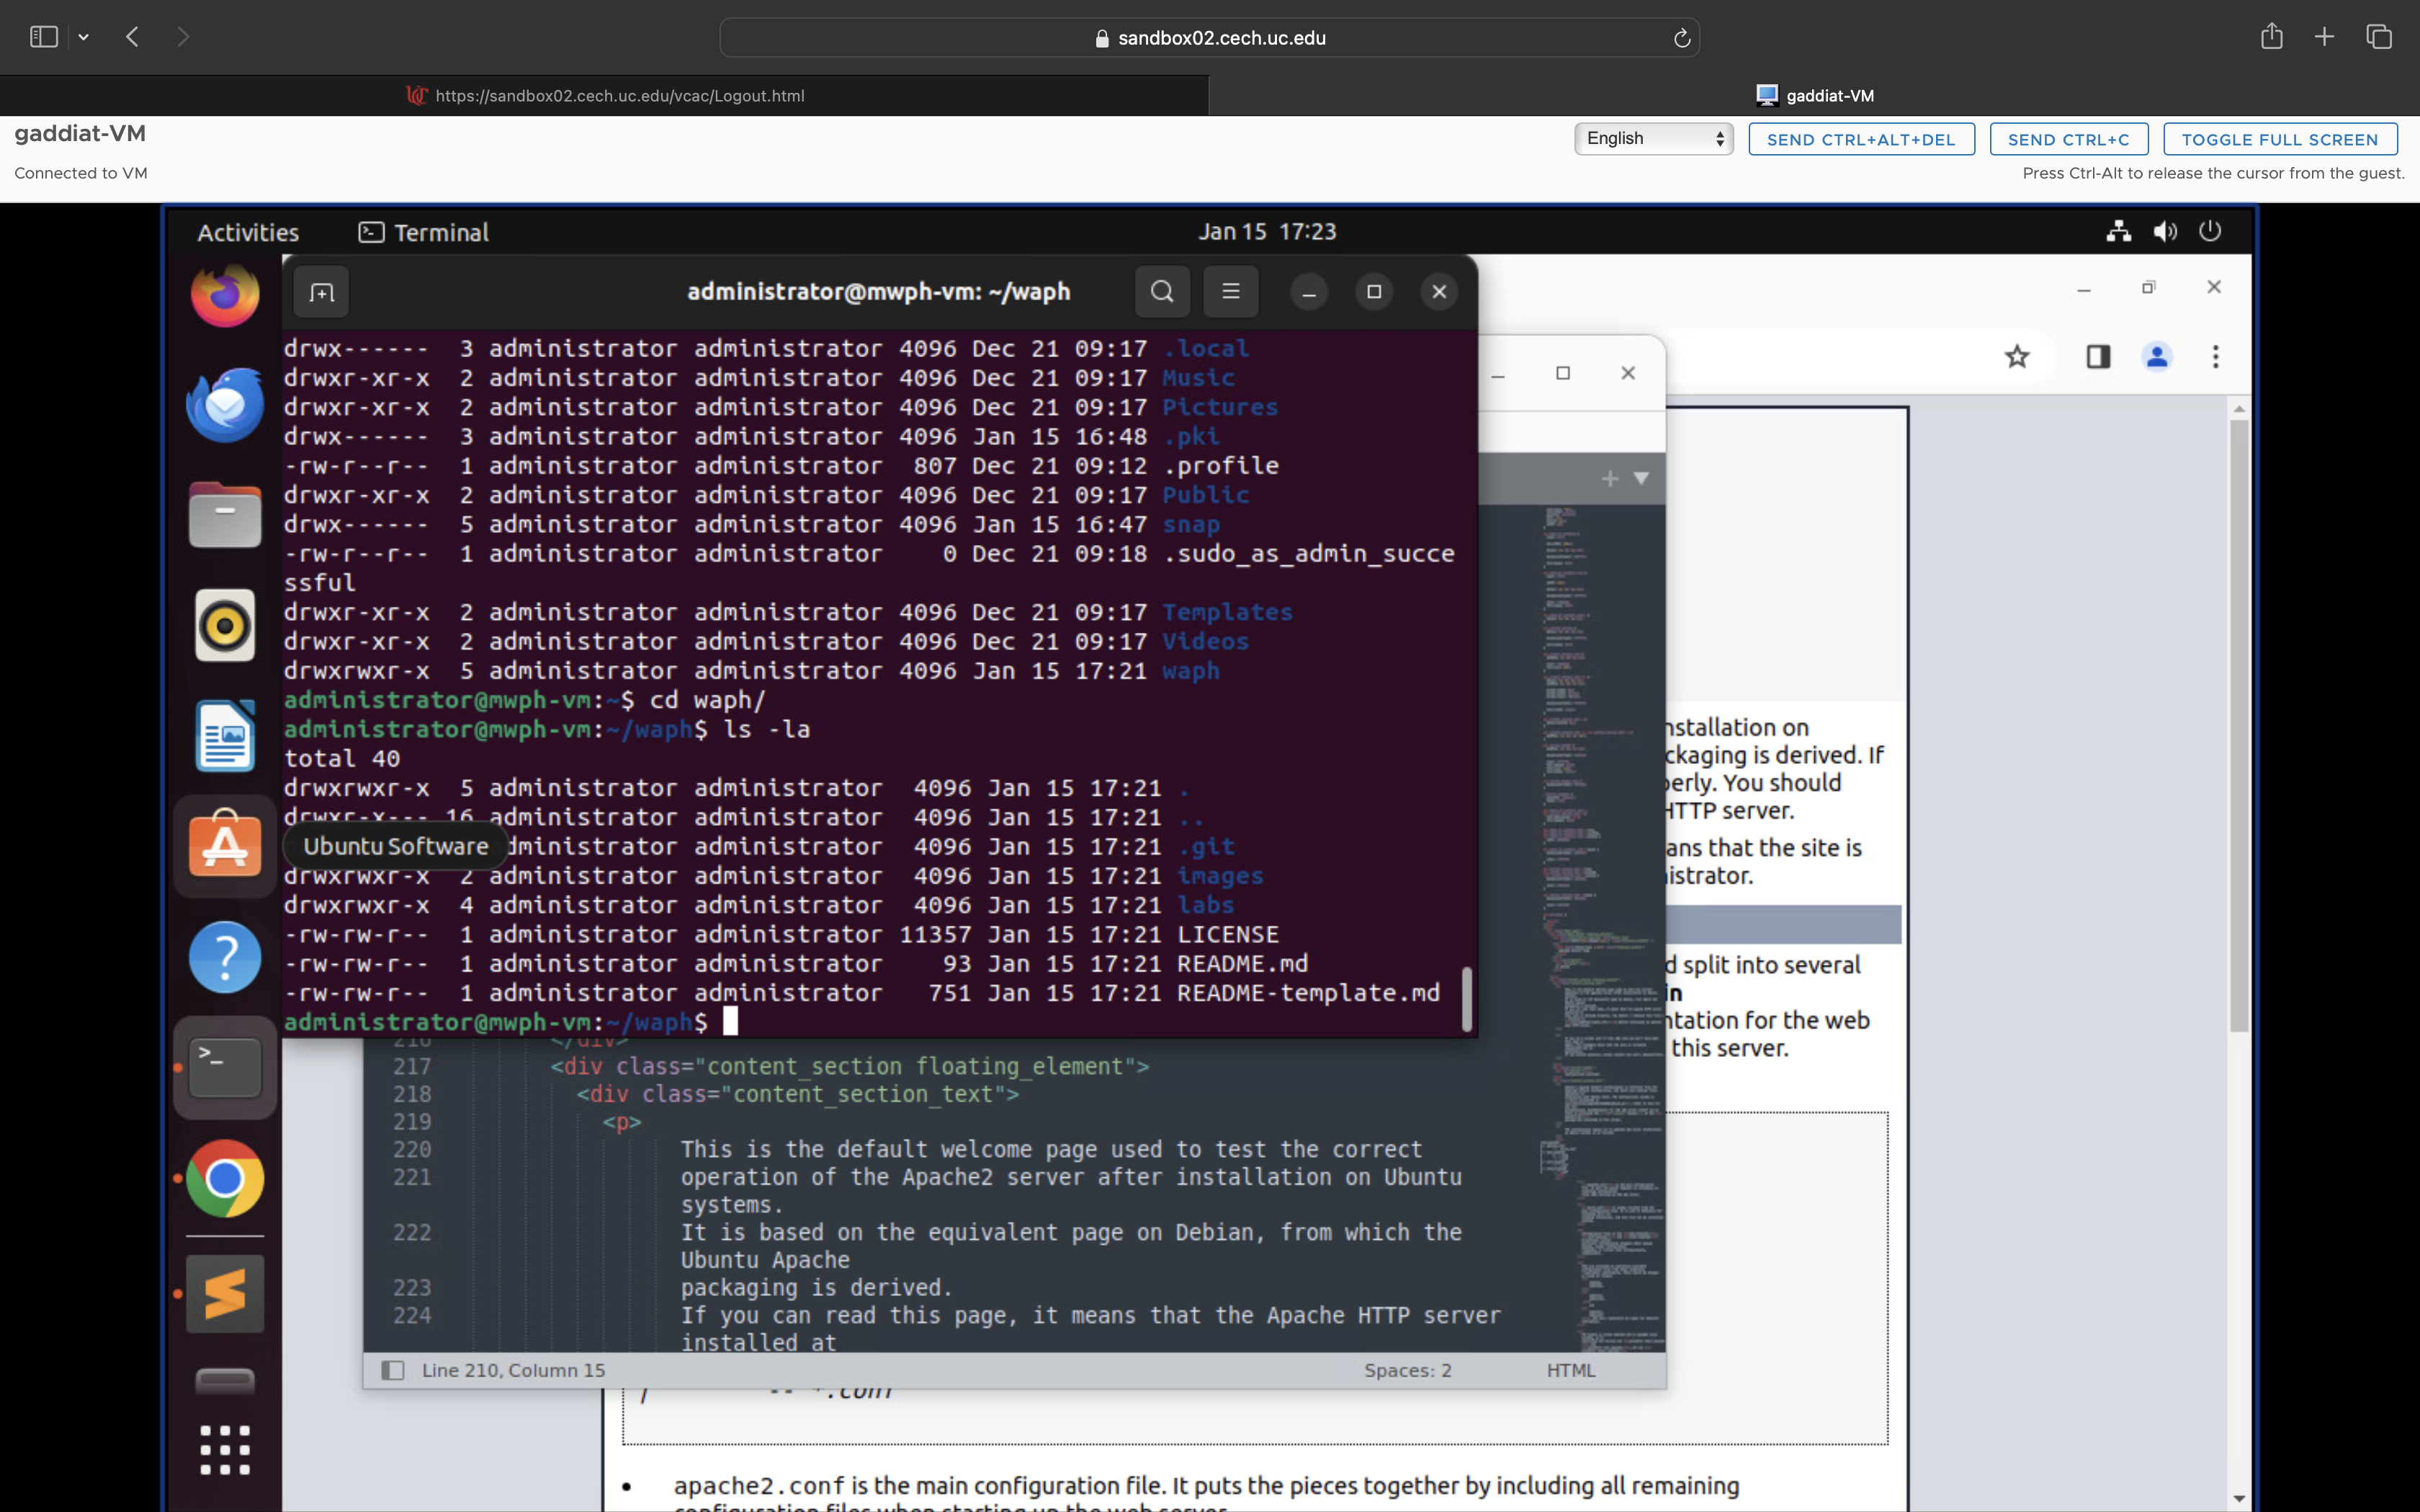 sandbox02.cech.uc.edu
https://sandbox02.cech.uc.edu/vcac/Logout.html
gaddiat-VM
gaddiat-VM
English
SEND CTRL+ALT+DEL
SEND CTRL+C
TOGGLE FULL SCREEN
Connected to VM
Press Ctrl-Alt to release the cursor from the guest.
Activities
Terminal
Jan 15 17:23
administrator@mwph-vm: ~/waph
drwx------ 3 administrator administrator 4096 Dec 21 09:17 .local
drwxr-xr-x 2 administrator administrator 4096 Dec 21 09:17 Music
drwxr-xr-x 2 administrator administrator 4096 Dec 21 09:17 Pictures
drwx------ 3 administrator administrator 4096 Jan 15 16:48 .pki
-rw-r--r-- 1 administrator administrator 807 Dec 21 09:12 .profile
drwxr-xr-x 2 administrator administrator 4096 Dec 21 09:17 Public
drwx------ 5 administrator administrator 4096 Jan 15 16:47 snap
-rw-r--r-- 1 administrator administrator 0 Dec 21 09:18 .sudo_as_admin_succe
ssful
drwxr-xr-x 2 administrator administrator 4096 Dec 21 09:17 Templates
drwxr-xr-x 2 administrator administrator 4096 Dec 21 09:17 Videos
drwxrwxr-x 5 administrator administrator 4096 Jan 15 17:21 waph
administrator@mwph-vm:~$ cd waph/
administrator@mwph-vm:~/waph$ ls -la
total 40
drwxrwxr-x 5 administrator administrator 4096 Jan 15 17:21 .
drwxr-x--- 16 administrator administrator 4096 Jan 15 17:21 ..
Ubuntu Software
dministrator administrator 4096 Jan 15 17:21 .git
drwxrwxr-x 2 administrator administrator 4096 Jan 15 17:21 images
drwxrwxr-x 4 administrator administrator 4096 Jan 15 17:21 labs
-rw-rw-r-- 1 administrator administrator 11357 Jan 15 17:21 LICENSE
-rw-rw-r-- 1 administrator administrator 93 Jan 15 17:21 README.md
-rw-rw-r-- 1 administrator administrator 751 Jan 15 17:21 README-template.md
administrator@mwph-vm:~/waph$
nstallation on
ckaging is derived. If
erly. You should
HTTP server.
ans that the site is
istrator.
d split into several
in
ntation for the web
this server.
216 </div>
217 <div class="content_section floating_element">
218 <div class="content_section_text">
219 <p>
220 This is the default welcome page used to test the correct
221 operation of the Apache2 server after installation on Ubuntu
systems.
222 It is based on the equivalent page on Debian, from which the
Ubuntu Apache
223 packaging is derived.
224 If you can read this page, it means that the Apache HTTP server
installed at
Line 210, Column 15
Spaces: 2
HTML
-- *.conf
• apache2.conf is the main configuration file. It puts the pieces together by including all remaining
configuration files when starting up the web server.